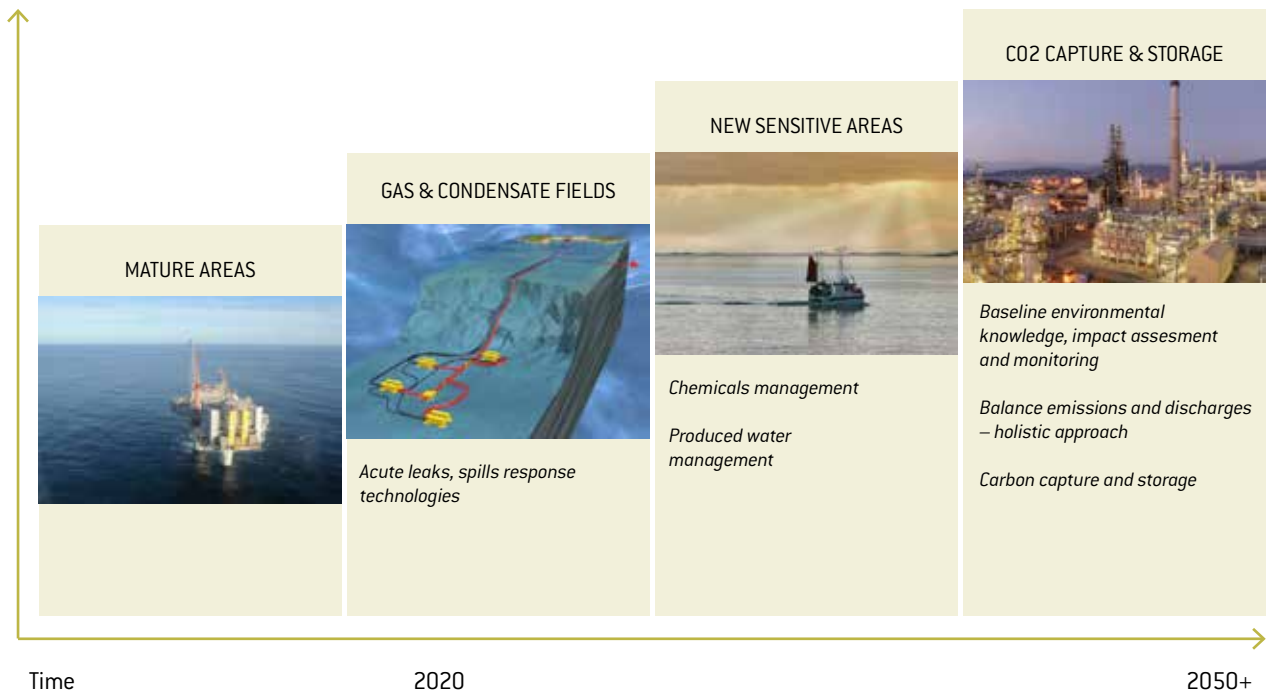 MATURE AREAS
GAS & CONDENSATE FIELDS
Acute leaks, spills response
technologies
NEW SENSITIVE AREAS
Chemicals management
Produced water
management
CO2 CAPTURE & STORAGE
Baseline environmental
knowledge, impact assesment
and monitoring
Balance emissions and discharges
– holistic approach
Carbon capture and storage
Time
2020
2050+